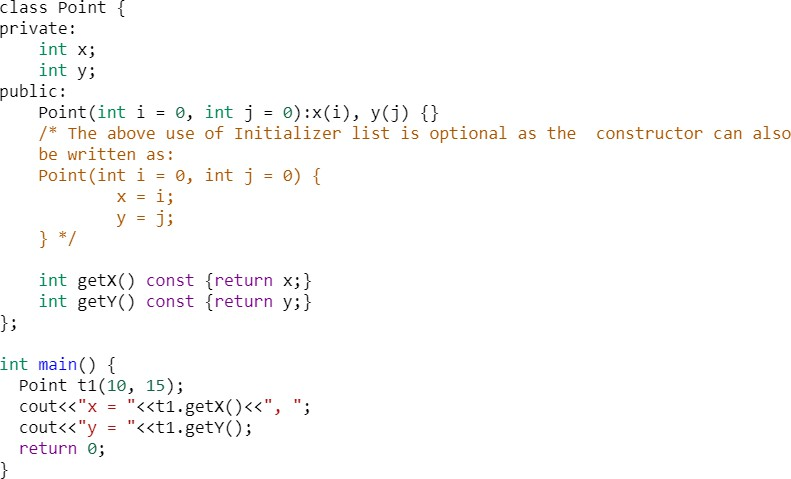 class Point {
private:
    int x;
    int y;
public:
    Point(int i = 0, int j = 0):x(i), y(j) {}
    /* The above use of Initializer list is optional as the  constructor can also
    be written as:
    Point(int i = 0, int j = 0) {
            x = i;
            y = j;
    } */

    int getX() const {return x;}
    int getY() const {return y;}
};

int main() {
  Point t1(10, 15);
  cout<<"x = "<<t1.getX()<<", ";
  cout<<"y = "<<t1.getY();
  return 0;
}